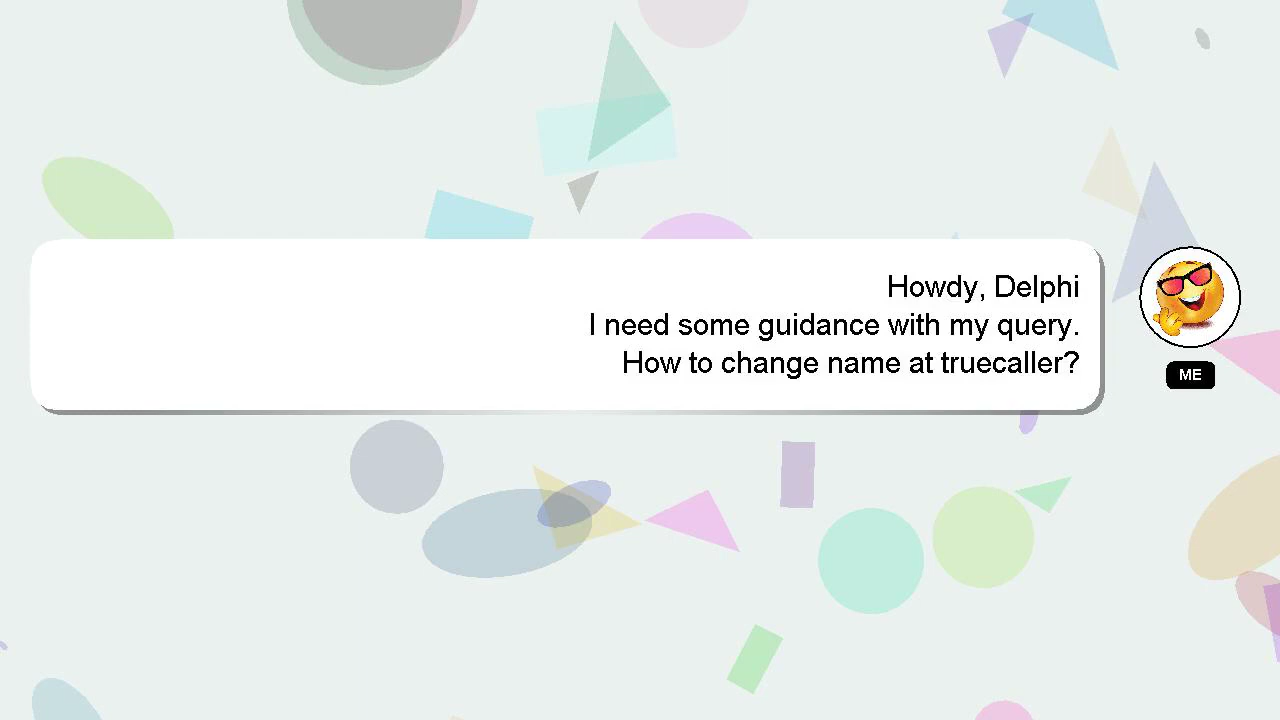 Howdy, Delphi
I need some guidance with my query.
How to change name at truecaller?
ME